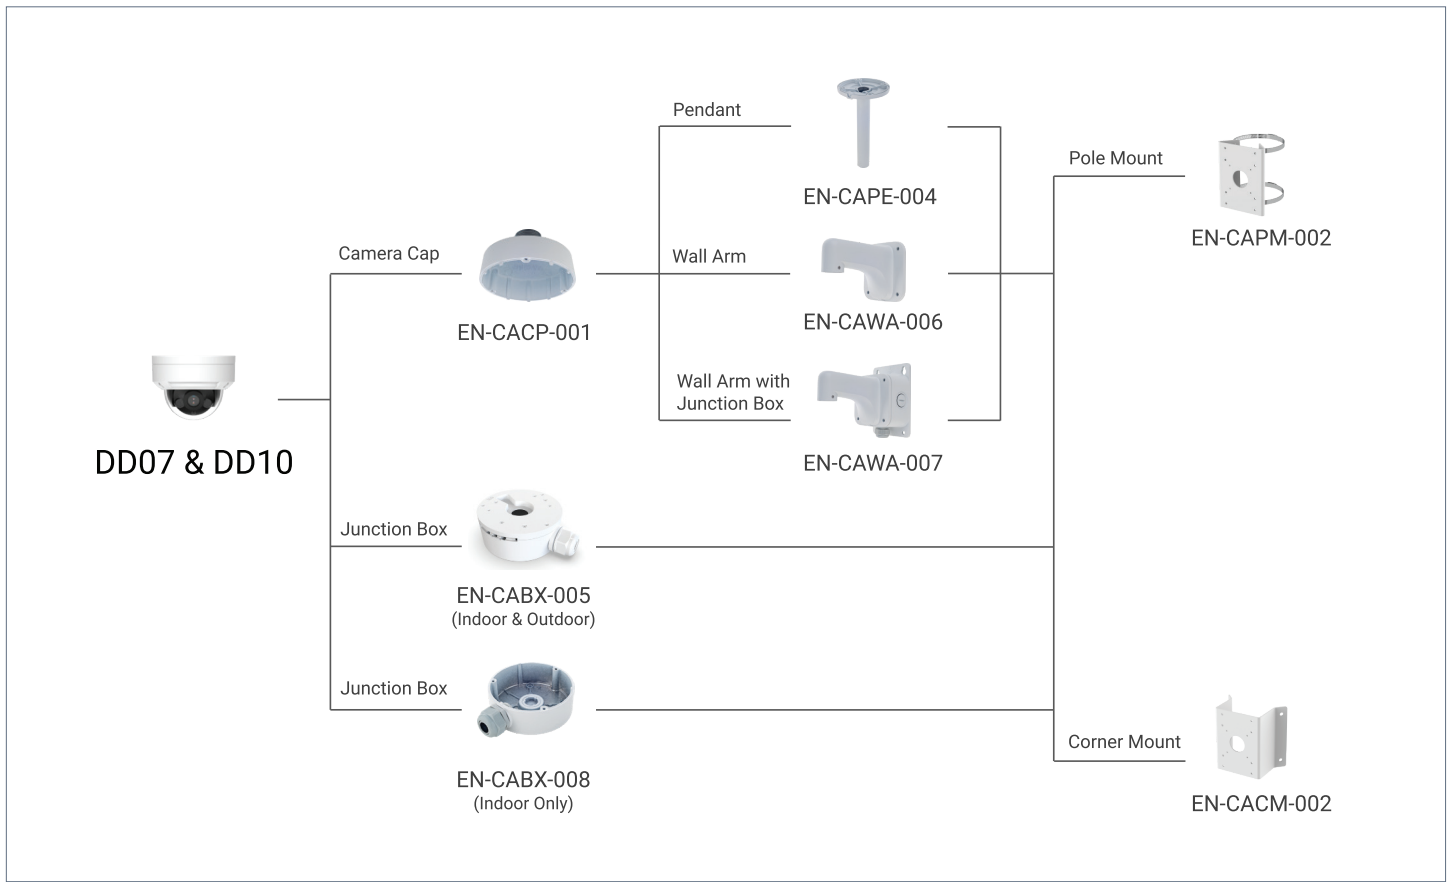 Pendant
EN-CAPE-004
Pole Mount
EN-CAPM-002
Camera Cap
EN-CACP-001
Wall Arm
EN-CAWA-006
Wall Arm with
Junction Box
EN-CAWA-007
DD07 & DD10
Junction Box
EN-CABX-005
(Indoor & Outdoor)
Junction Box
EN-CABX-008
(Indoor Only)
Corner Mount
EN-CACM-002